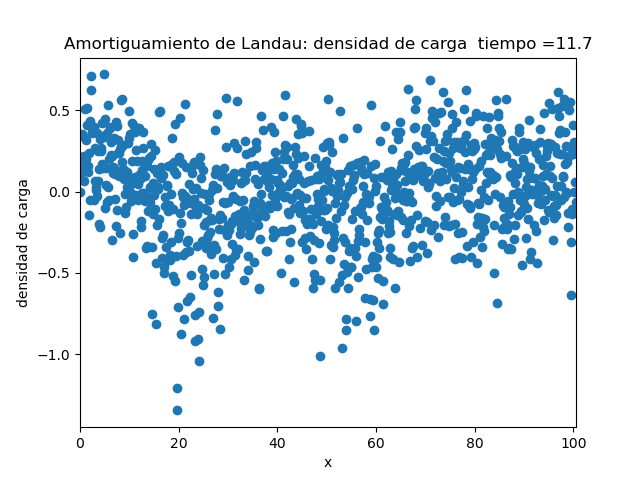 Amortiguamiento de Landau: densidad de carga  tiempo =11.7
densidad de carga
0.5
0.0
−0.5
−1.0
0 20 40 60 80 100
x